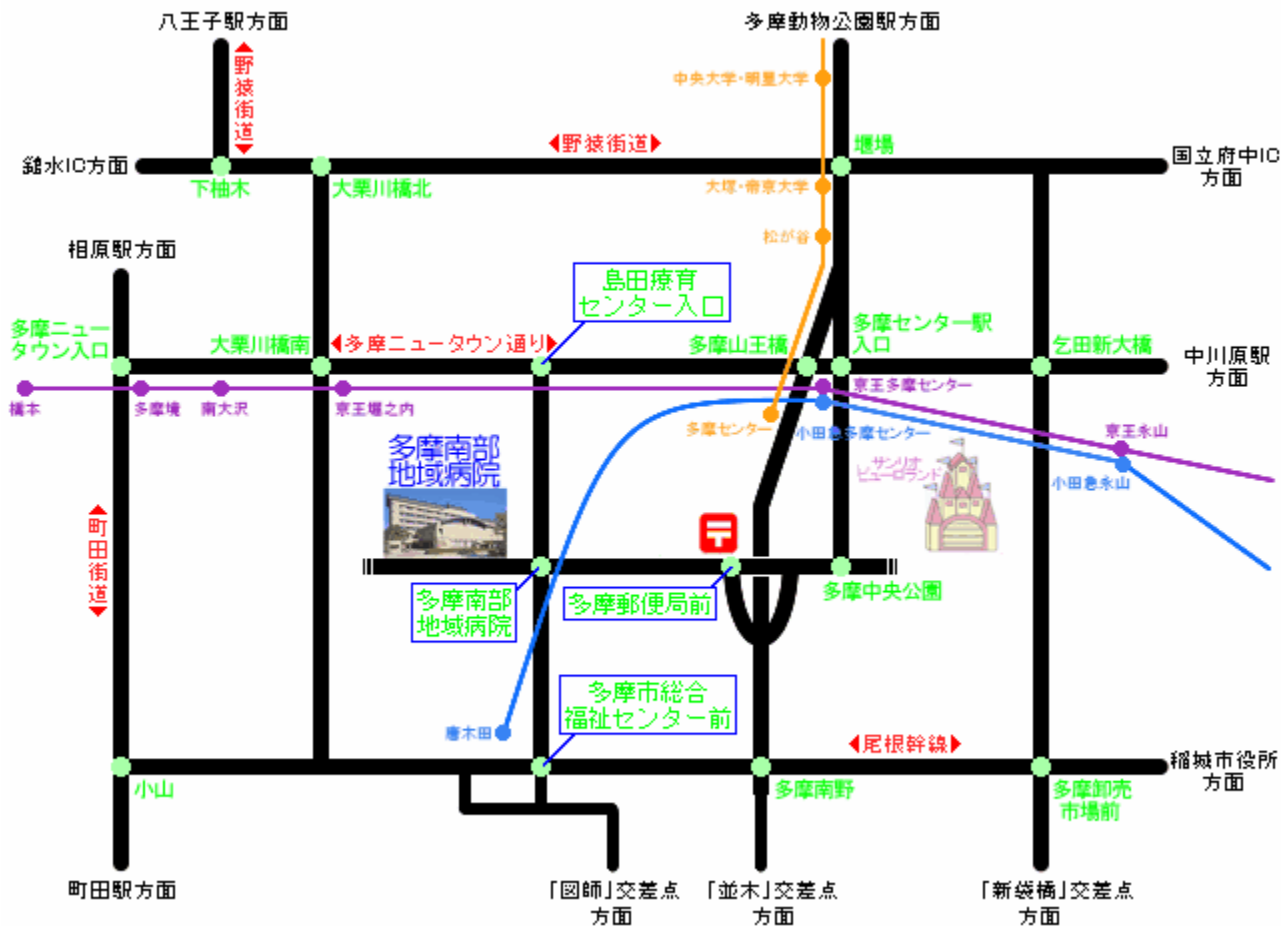 八王子駅方面
多摩動物公園駅方面
野猿街道
中央大学・明星大学
野猿街道
堰場
鑓水IC方面
国立府中IC
方面
下柚木
大栗川橋北
大塚・帝京大学
松が谷
相原駅方面
島田療育
センター入口
多摩ニュー
タウン入口
大栗川橋南
多摩ニュータウン通り
多摩山王橋
多摩センター駅
入口
乞田新大橋
中川原駅
方面
橋本
多摩境
南大沢
京王堀之内
京王多摩センター
多摩センター
小田急多摩センター
京王永山
小田急永山
多摩南部
地域病院
サンリオ
ピューロランド
町田街道
多摩南部
地域病院
多摩郵便局前
多摩中央公園
多摩市総合
福祉センター前
唐木田
尾根幹線
稲城市役所
方面
小山
多摩南野
多摩卸売
市場前
町田駅方面
「図師」交差点
方面
「並木」交差点
方面
「新袋橋」交差点
方面